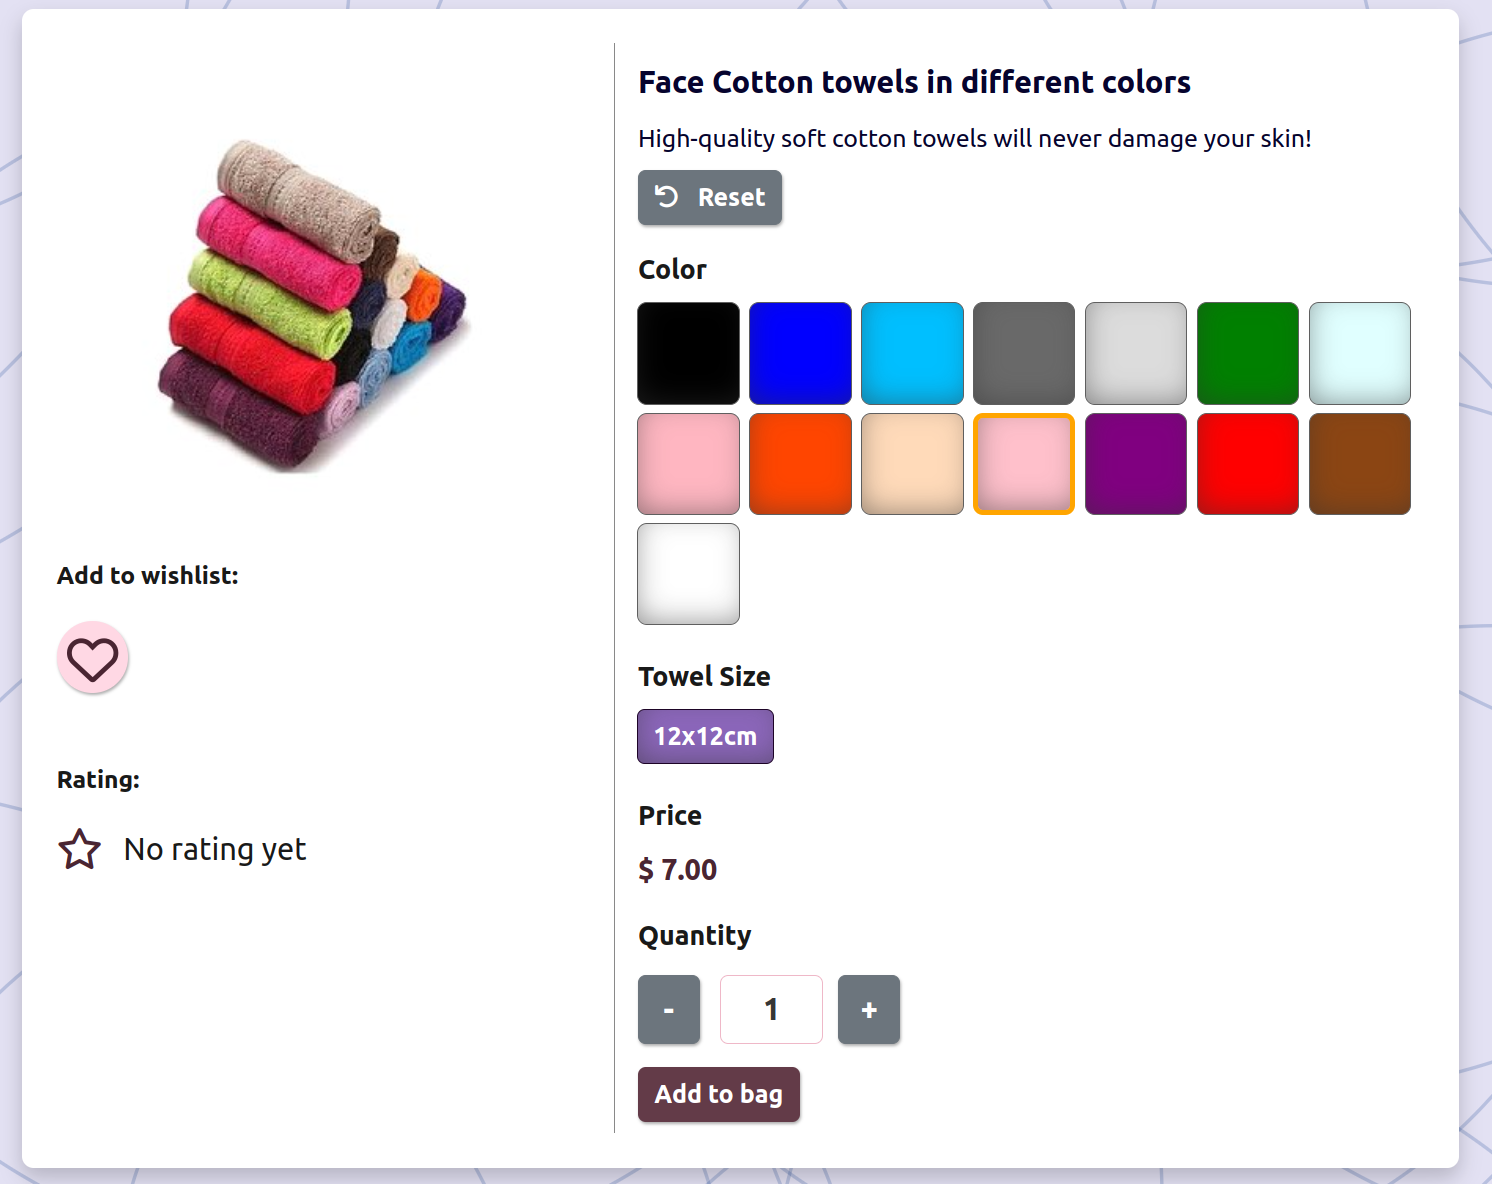 Face Cotton towels in different colors
High-quality soft cotton towels will never damage your skin!
Reset
Color
Add to wishlist:
Towel Size
12x12cm
Rating:
No rating yet
Price
$ 7.00
Quantity
- 1 +
Add to bag